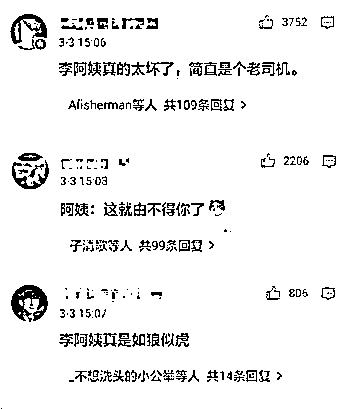 3752
3-3 15:06
李阿姨真的太坏了，简直是个老司机。
Afisherman等人 共109条回复 >
2206
3-3 15:03
阿姨：这就由不得你了
子清歌等人 共99条回复 >
806
3-3 15:07
李阿姨真是如狼似虎
_不想洗头的小公举等人 共14条回复 >